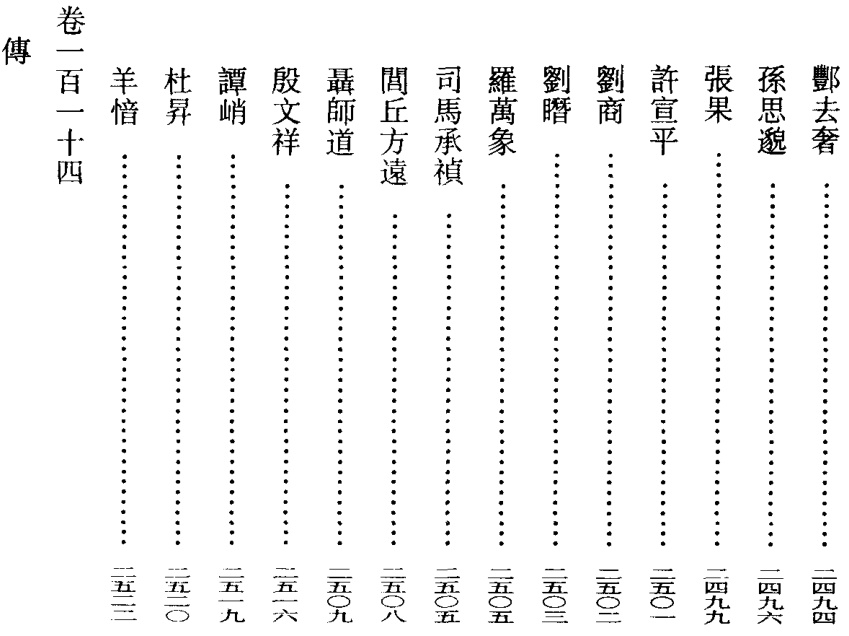 酆去奢……二四九四
孫思邈……二四九六
張果……二四九九
許宣平……二五〇一
劉商……二五〇二
劉瞫……二五〇三
羅萬象……二五〇五
司馬承禎……二五〇五
閭丘方遠……二五〇八
聶師道……二五〇九
殷文祥……二五一六
譚峭……二五一九
杜昇……二五二〇
羊愔……二五二二
卷一百一十四
傳